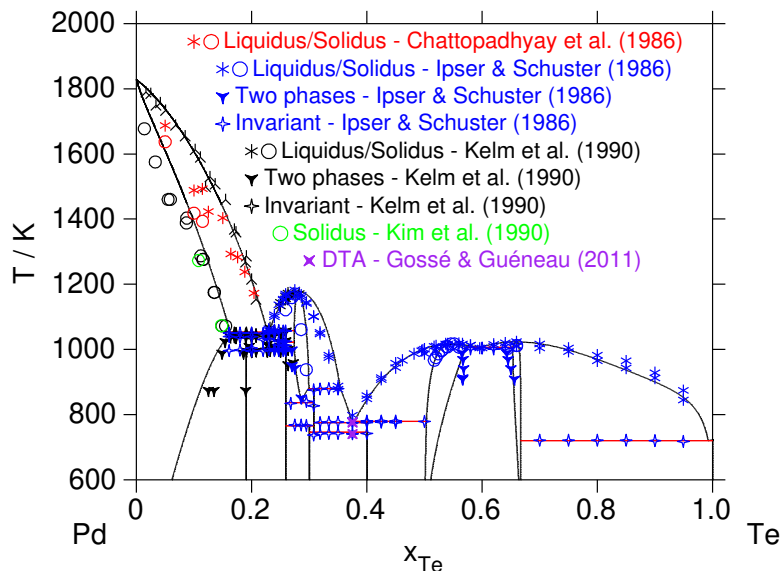 2000
Liquidus/Solidus - Chattopadhyay et al. (1986)
Liquidus/Solidus - Ipser & Schuster (1986)
1800
Two phases - Ipser & Schuster (1986)
Invariant - Ipser & Schuster (1986)
1600
Liquidus/Solidus - Kelm et al. (1990)
Two phases - Kelm et al. (1990)
1400
Invariant - Kelm et al. (1990)
Solidus - Kim et al. (1990)
DTA - Gossé & Guéneau (2011)
T / K
1200
1000
800
600
0 0.2 0.4 0.6 0.8 1.0
Pd Te
xTe